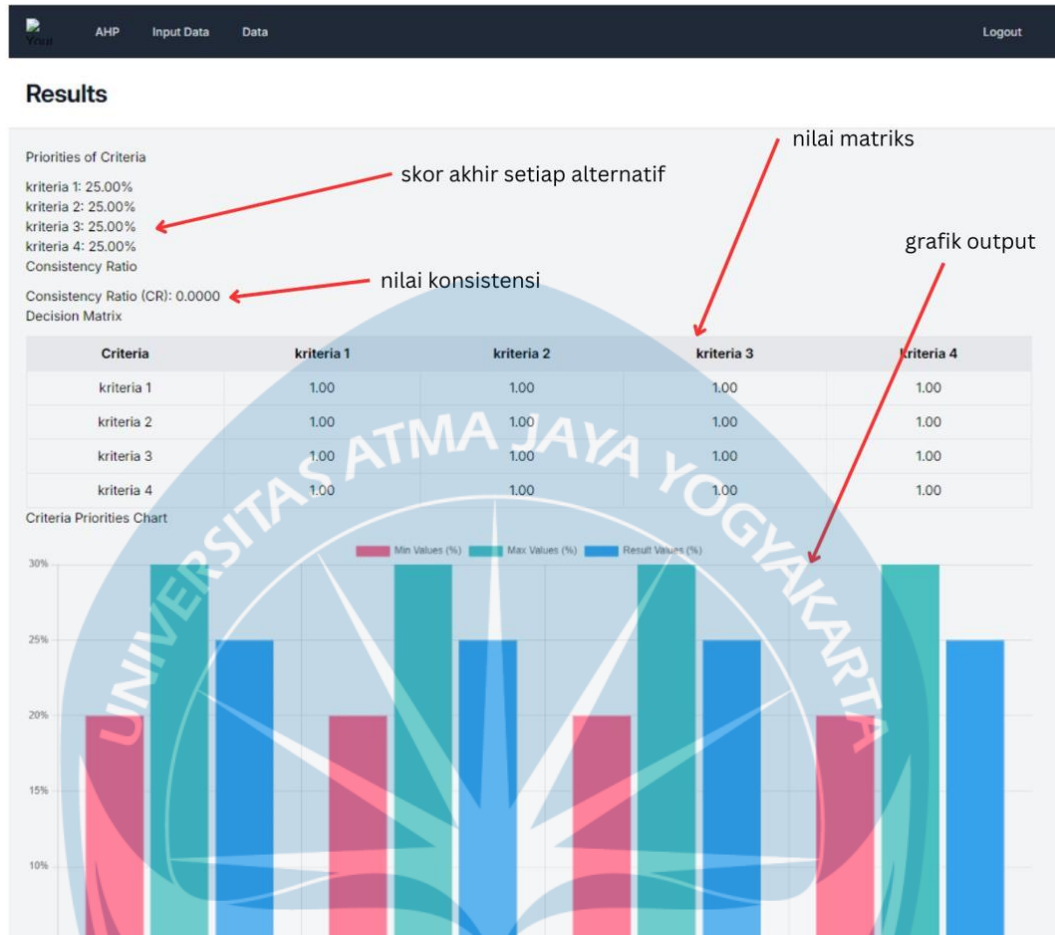 Your
AHP Input Data Data Logout
Results
nilai matriks
Priorities of Criteria
skor akhir setiap alternatif
kriteria 1: 25.00%
kriteria 2: 25.00%
kriteria 3: 25.00%
kriteria 4: 25.00%
grafik output
Consistency Ratio
nilai konsistensi
Consistency Ratio (CR): 0.0000
Decision Matrix
Criteria kriteria 1 kriteria 2 kriteria 3 kriteria 4
kriteria 1 1.00 1.00 1.00 1.00
kriteria 2 1.00 1.00 1.00 1.00
kriteria 3 1.00 1.00 1.00 1.00
kriteria 4 1.00 1.00 1.00 1.00
Criteria Priorities Chart
Min Values (%) Max Values (%) Result Values (%)
30%
25%
20%
15%
10%
UNIVERSITAS ATMA JAYA YOGYAKARTA